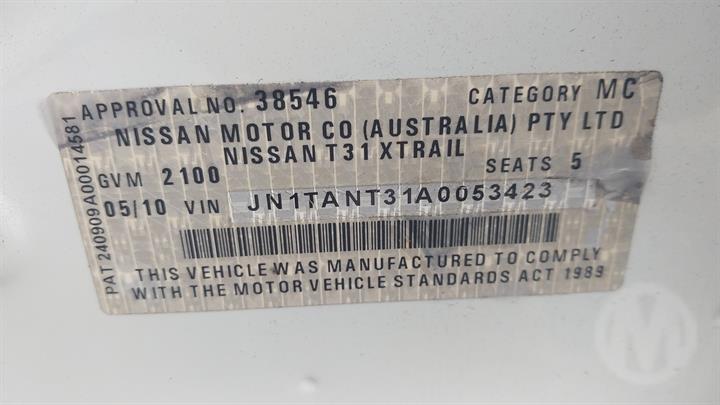 APPROVAL NO. 38546 CATEGORY MC
NISSAN MOTOR CO (AUSTRALIA) PTY LTD
NISSAN T31 XTRAIL
GVM 2100 SEATS 5
05/10 VIN JN1TANT31A0053423
THIS VEHICLE WAS MANUFACTURED TO COMPLY
WITH THE MOTOR VEHICLE STANDARDS ACT 1989
PAT 240909A00014581
M